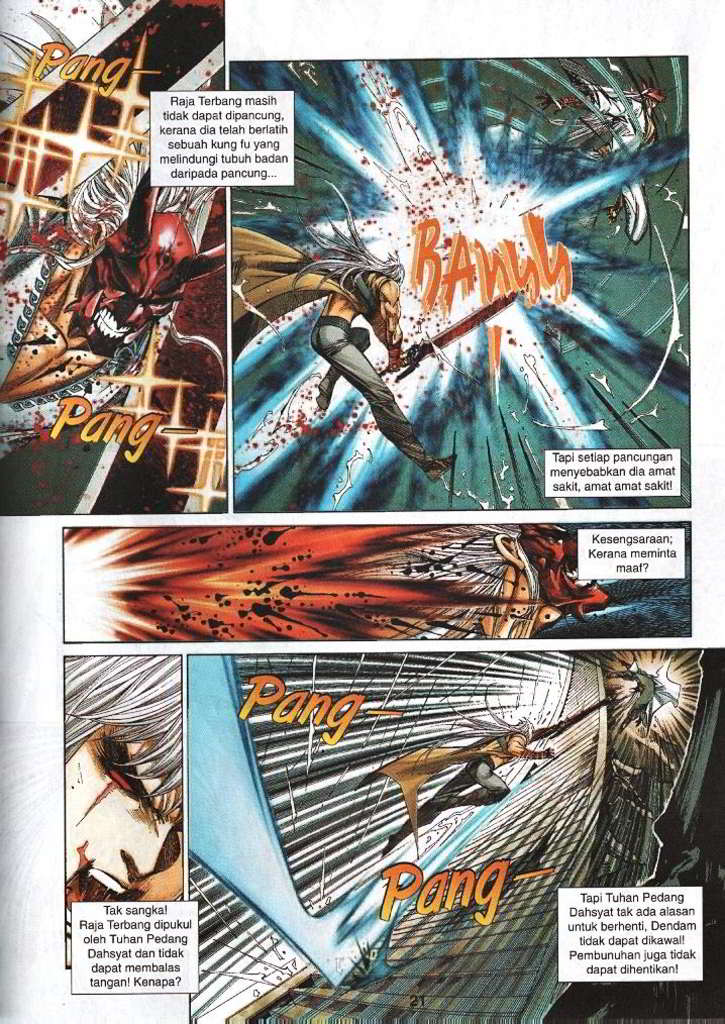 Pang—
Raja Terbang masih
tidak dapat dipancung,
kerana dia telah berlatih
sebuah kung fu yang
melindungi tubuh badan
daripada pancung...
Pang—
Tapi setiap pancungan
menyebabkan dia amat
sakit, amat amat sakit!
Kesengsaraan;
Kerana meminta
maaf?
Tak sangka!
Raja Terbang dipukul
oleh Tuhan Pedang
Dahsyat dan tidak
dapat membalas
tangan! Kenapa?
Pang—
Pang—
Tapi Tuhan Pedang
Dahsyat tak ada alasan
untuk berhenti, Dendam
tidak dapat dikawal!
Pembunuhan juga tidak
dapat dihentikan!
21